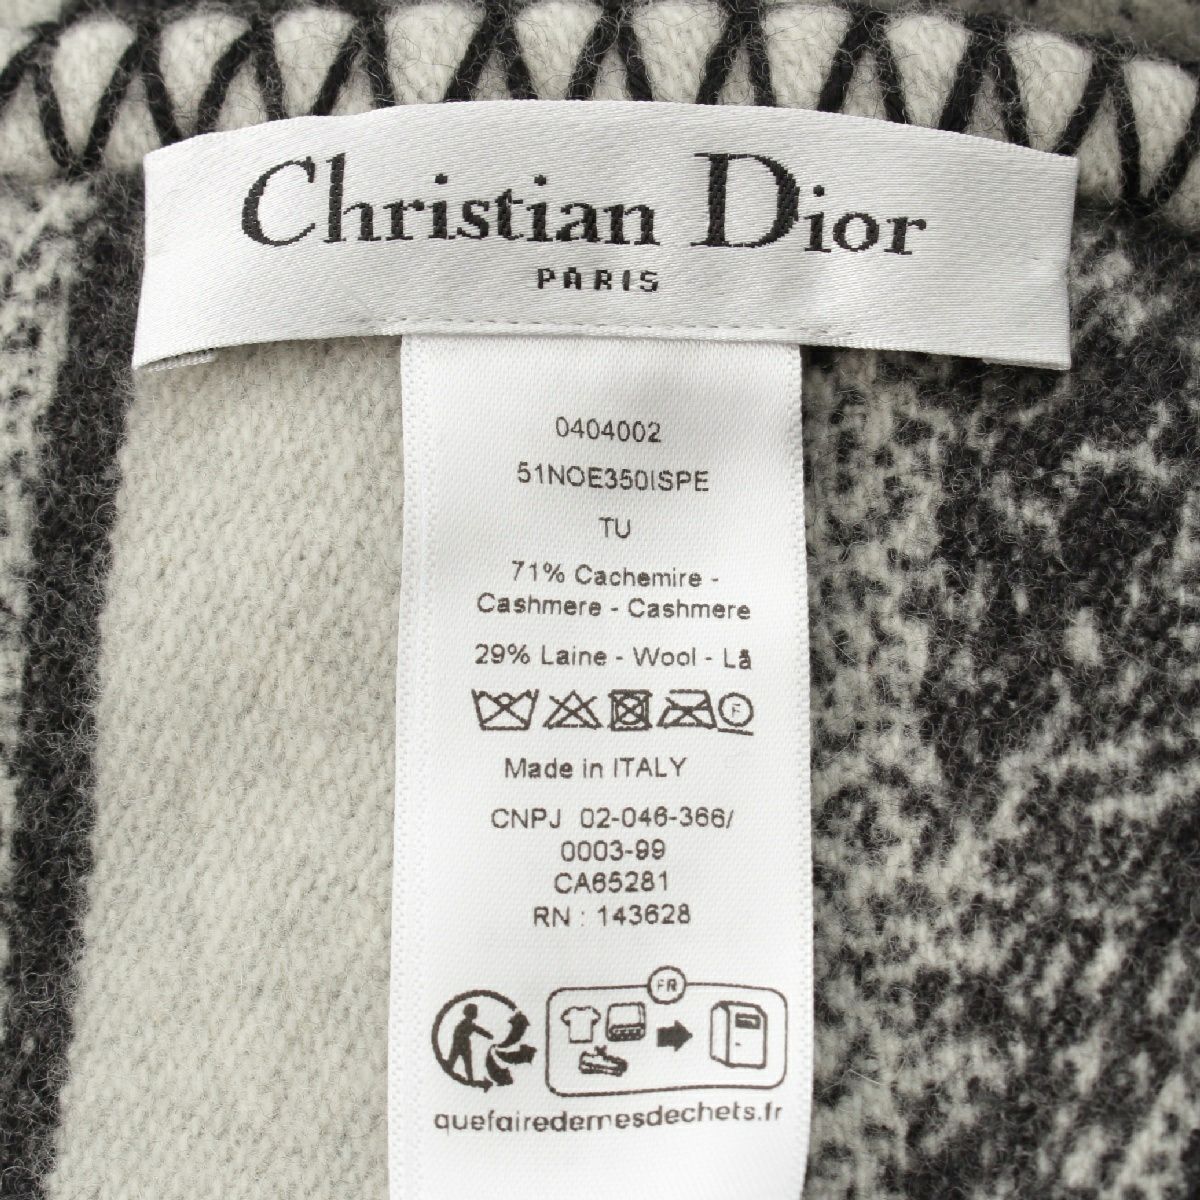 Christian Dior
PARIS
0404002
51NOE350ISPE
TU
71% Cachemire -
Cashmere - Cashmere
29% Laine - Wool - Lã
F
Made in ITALY
CNPJ 02-046-366/
0003-99
CA65281
RN : 143628
FR
quefairedemesdechets.fr